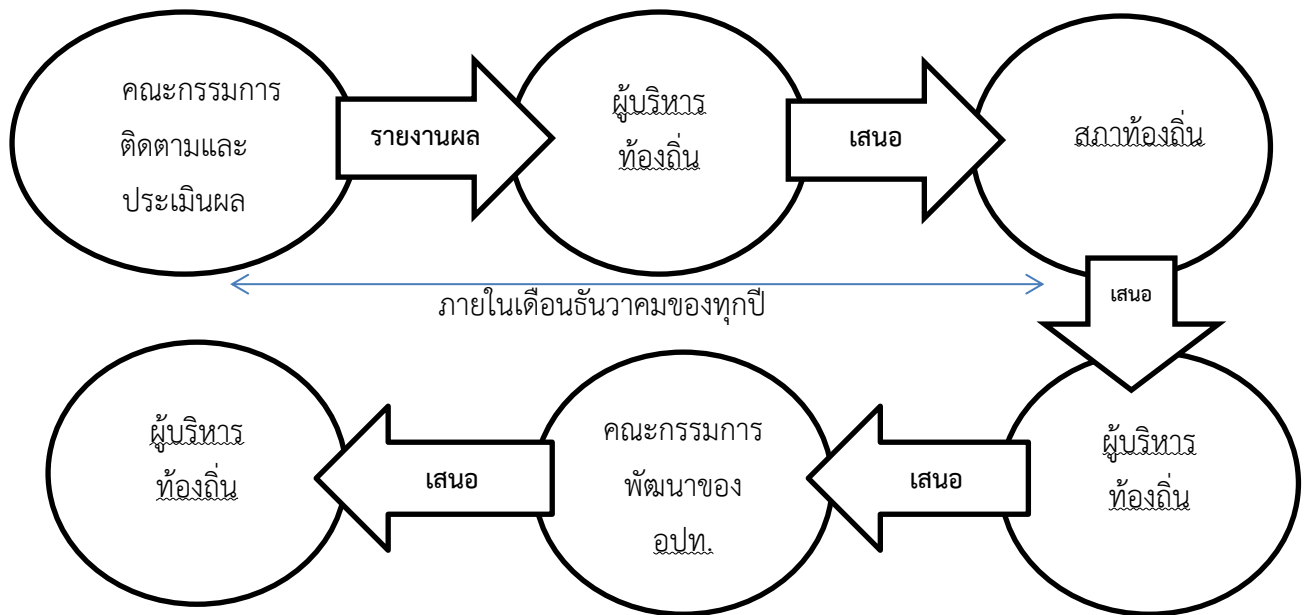 คณะกรรมการ
ติดตามและ
ประเมินผล
รายงานผล
ผู้บริหาร
ท้องถิ่น
เสนอ
สภาท้องถิ่น
ภายในเดือนธันวาคมของทุกปี
เสนอ
ผู้บริหาร
ท้องถิ่น
เสนอ
คณะกรรมการ
พัฒนาของ
อปท.
เสนอ
ผู้บริหาร
ท้องถิ่น